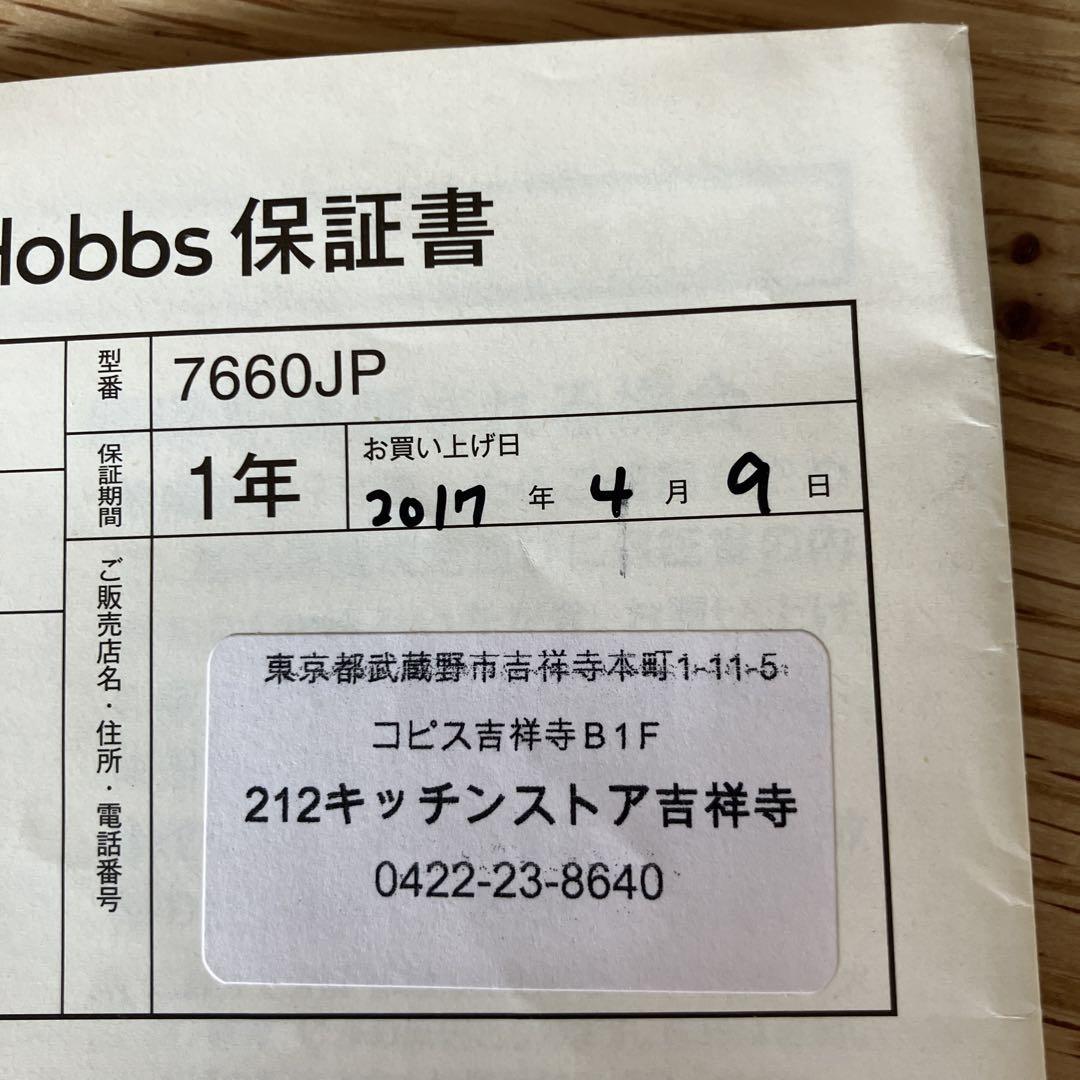 Hobbs 保証書
型番
7660JP
保証期間
1年
お買い上げ日
2017 年 4 月 9 日
ご販売店名・住所・電話番号
東京都武蔵野市吉祥寺本町1-11-5
コピス吉祥寺B1F
212キッチンストア吉祥寺
0422-23-8640